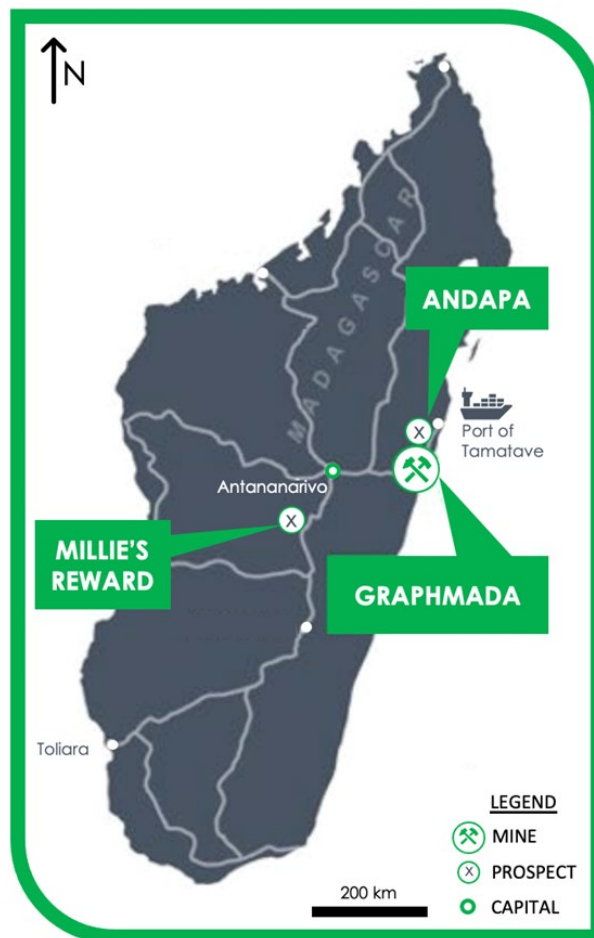 N
MADAGASCAR
ANDAPA
Port of
Tamatave
Antananarivo
MILLIE'S
REWARD
GRAPHMADA
Toliara
LEGEND
MINE
X PROSPECT
CAPITAL
200 km